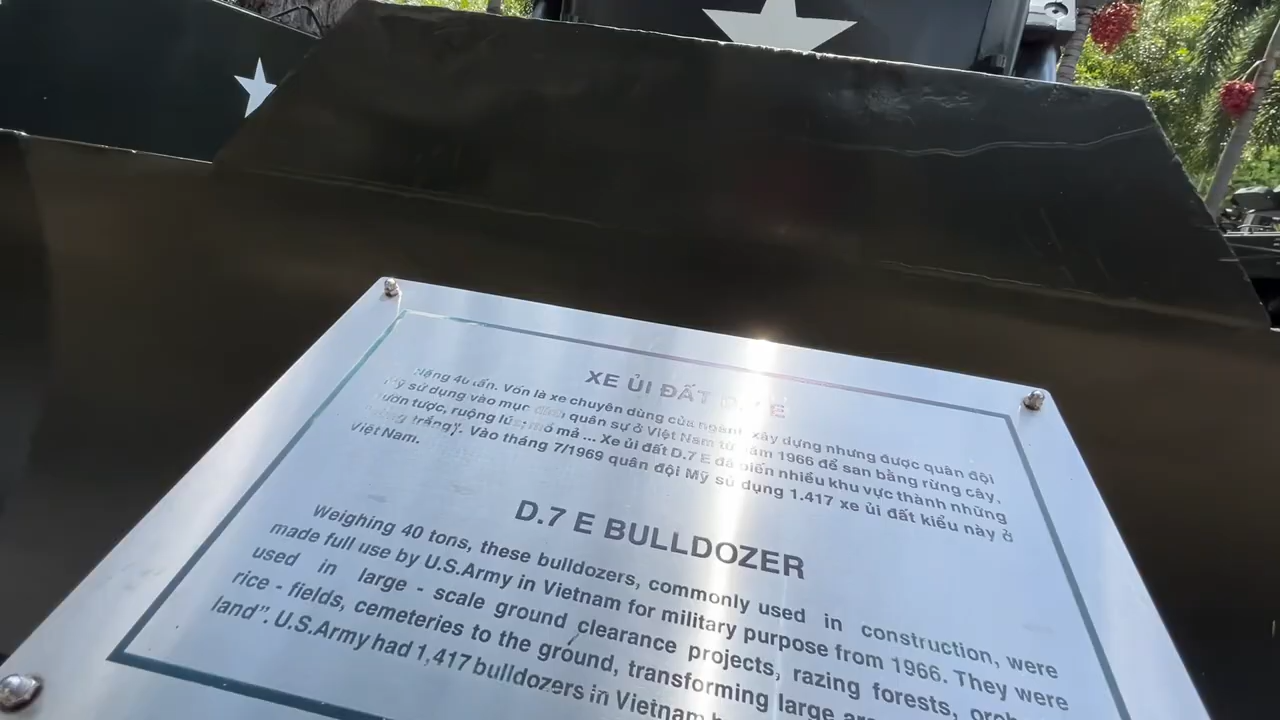 XE ỦI ĐẤT D.7 E
Nặng 40 tấn. Vốn là xe chuyên dùng của ngành xây dựng nhưng được quân đội
Mỹ sử dụng vào mục đích quân sự ở Việt Nam từ năm 1966 để san bằng rừng cây,
vườn tược, ruộng lúa, mồ mả ... Xe ủi đất D.7 E đã biến nhiều khu vực thành những
trắng". Vào tháng 7/1969 quân đội Mỹ sử dụng 1.417 xe ủi đất kiểu này ở
Việt Nam.
D.7 E BULLDOZER
Weighing 40 tons, these bulldozers, commonly used in construction, were
made full use by U.S.Army in Vietnam for military purpose from 1966. They were
used in large - scale ground clearance projects, razing forests,
rice - fields, cemeteries to the ground, transforming large
land". U.S.Army had 1,417 bulldozers in Vietnam